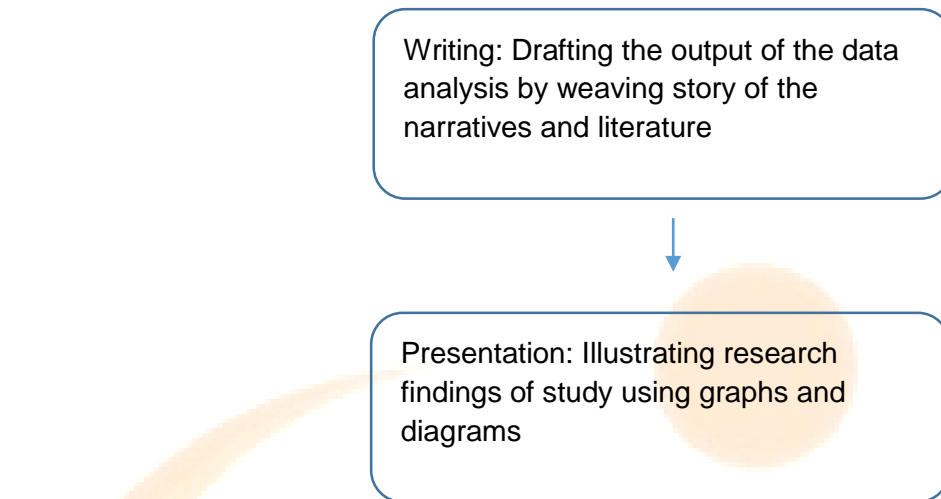 Writing: Drafting the output of the data
analysis by weaving story of the
narratives and literature
Presentation: Illustrating research
findings of study using graphs and
diagrams